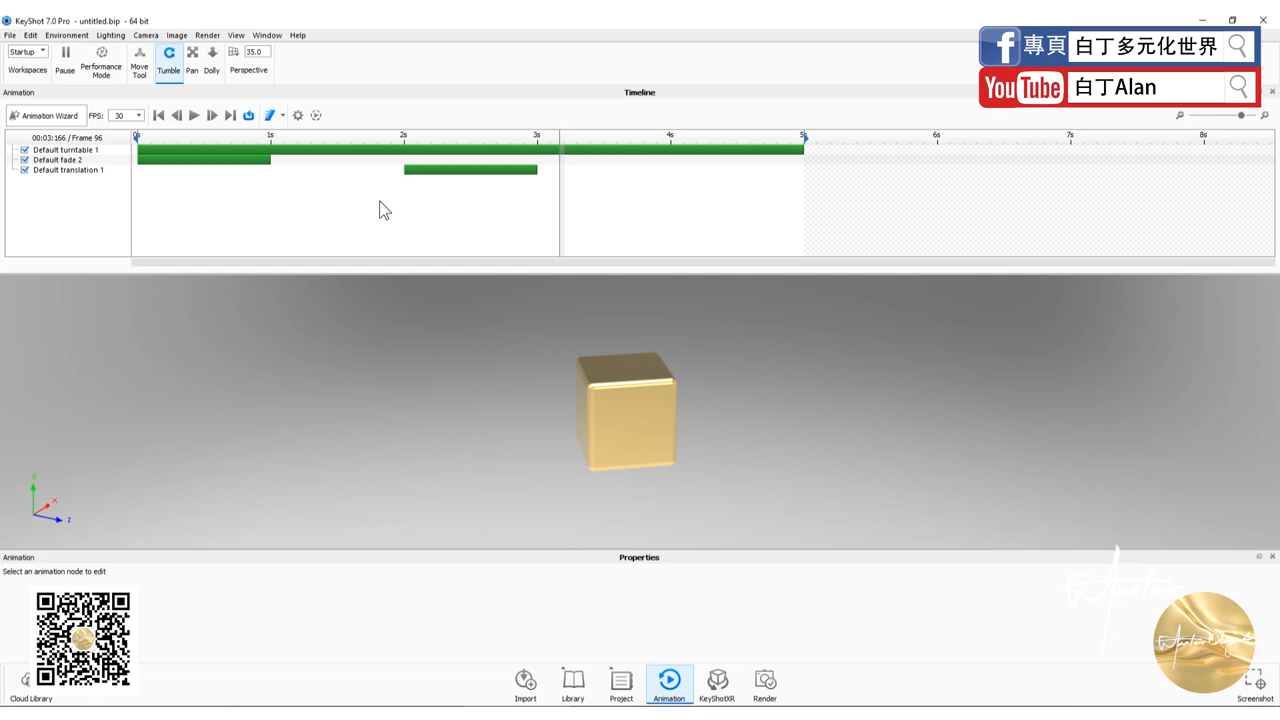 KeyShot 7.0 Pro - untitled.bip - 64 bit
File Edit Environment Lighting Camera Image Render View Window Help
Startup 35.0
Workspaces Pause Performance Mode Move Tool Tumble Pan Dolly Perspective
f 專頁 白丁多元化世界
YouTube 白丁Alan
Animation Timeline
Animation Wizard FPS: 30
00:03:166 / Frame 96 0s 1s 2s 3s 4s 5s 6s 7s 8s
Default turntable 1
Default fade 2
Default translation 1
y
x
z
Animation Properties
Select an animation node to edit
Cloud Library Import Library Project Animation KeyShotXR Render Screenshot